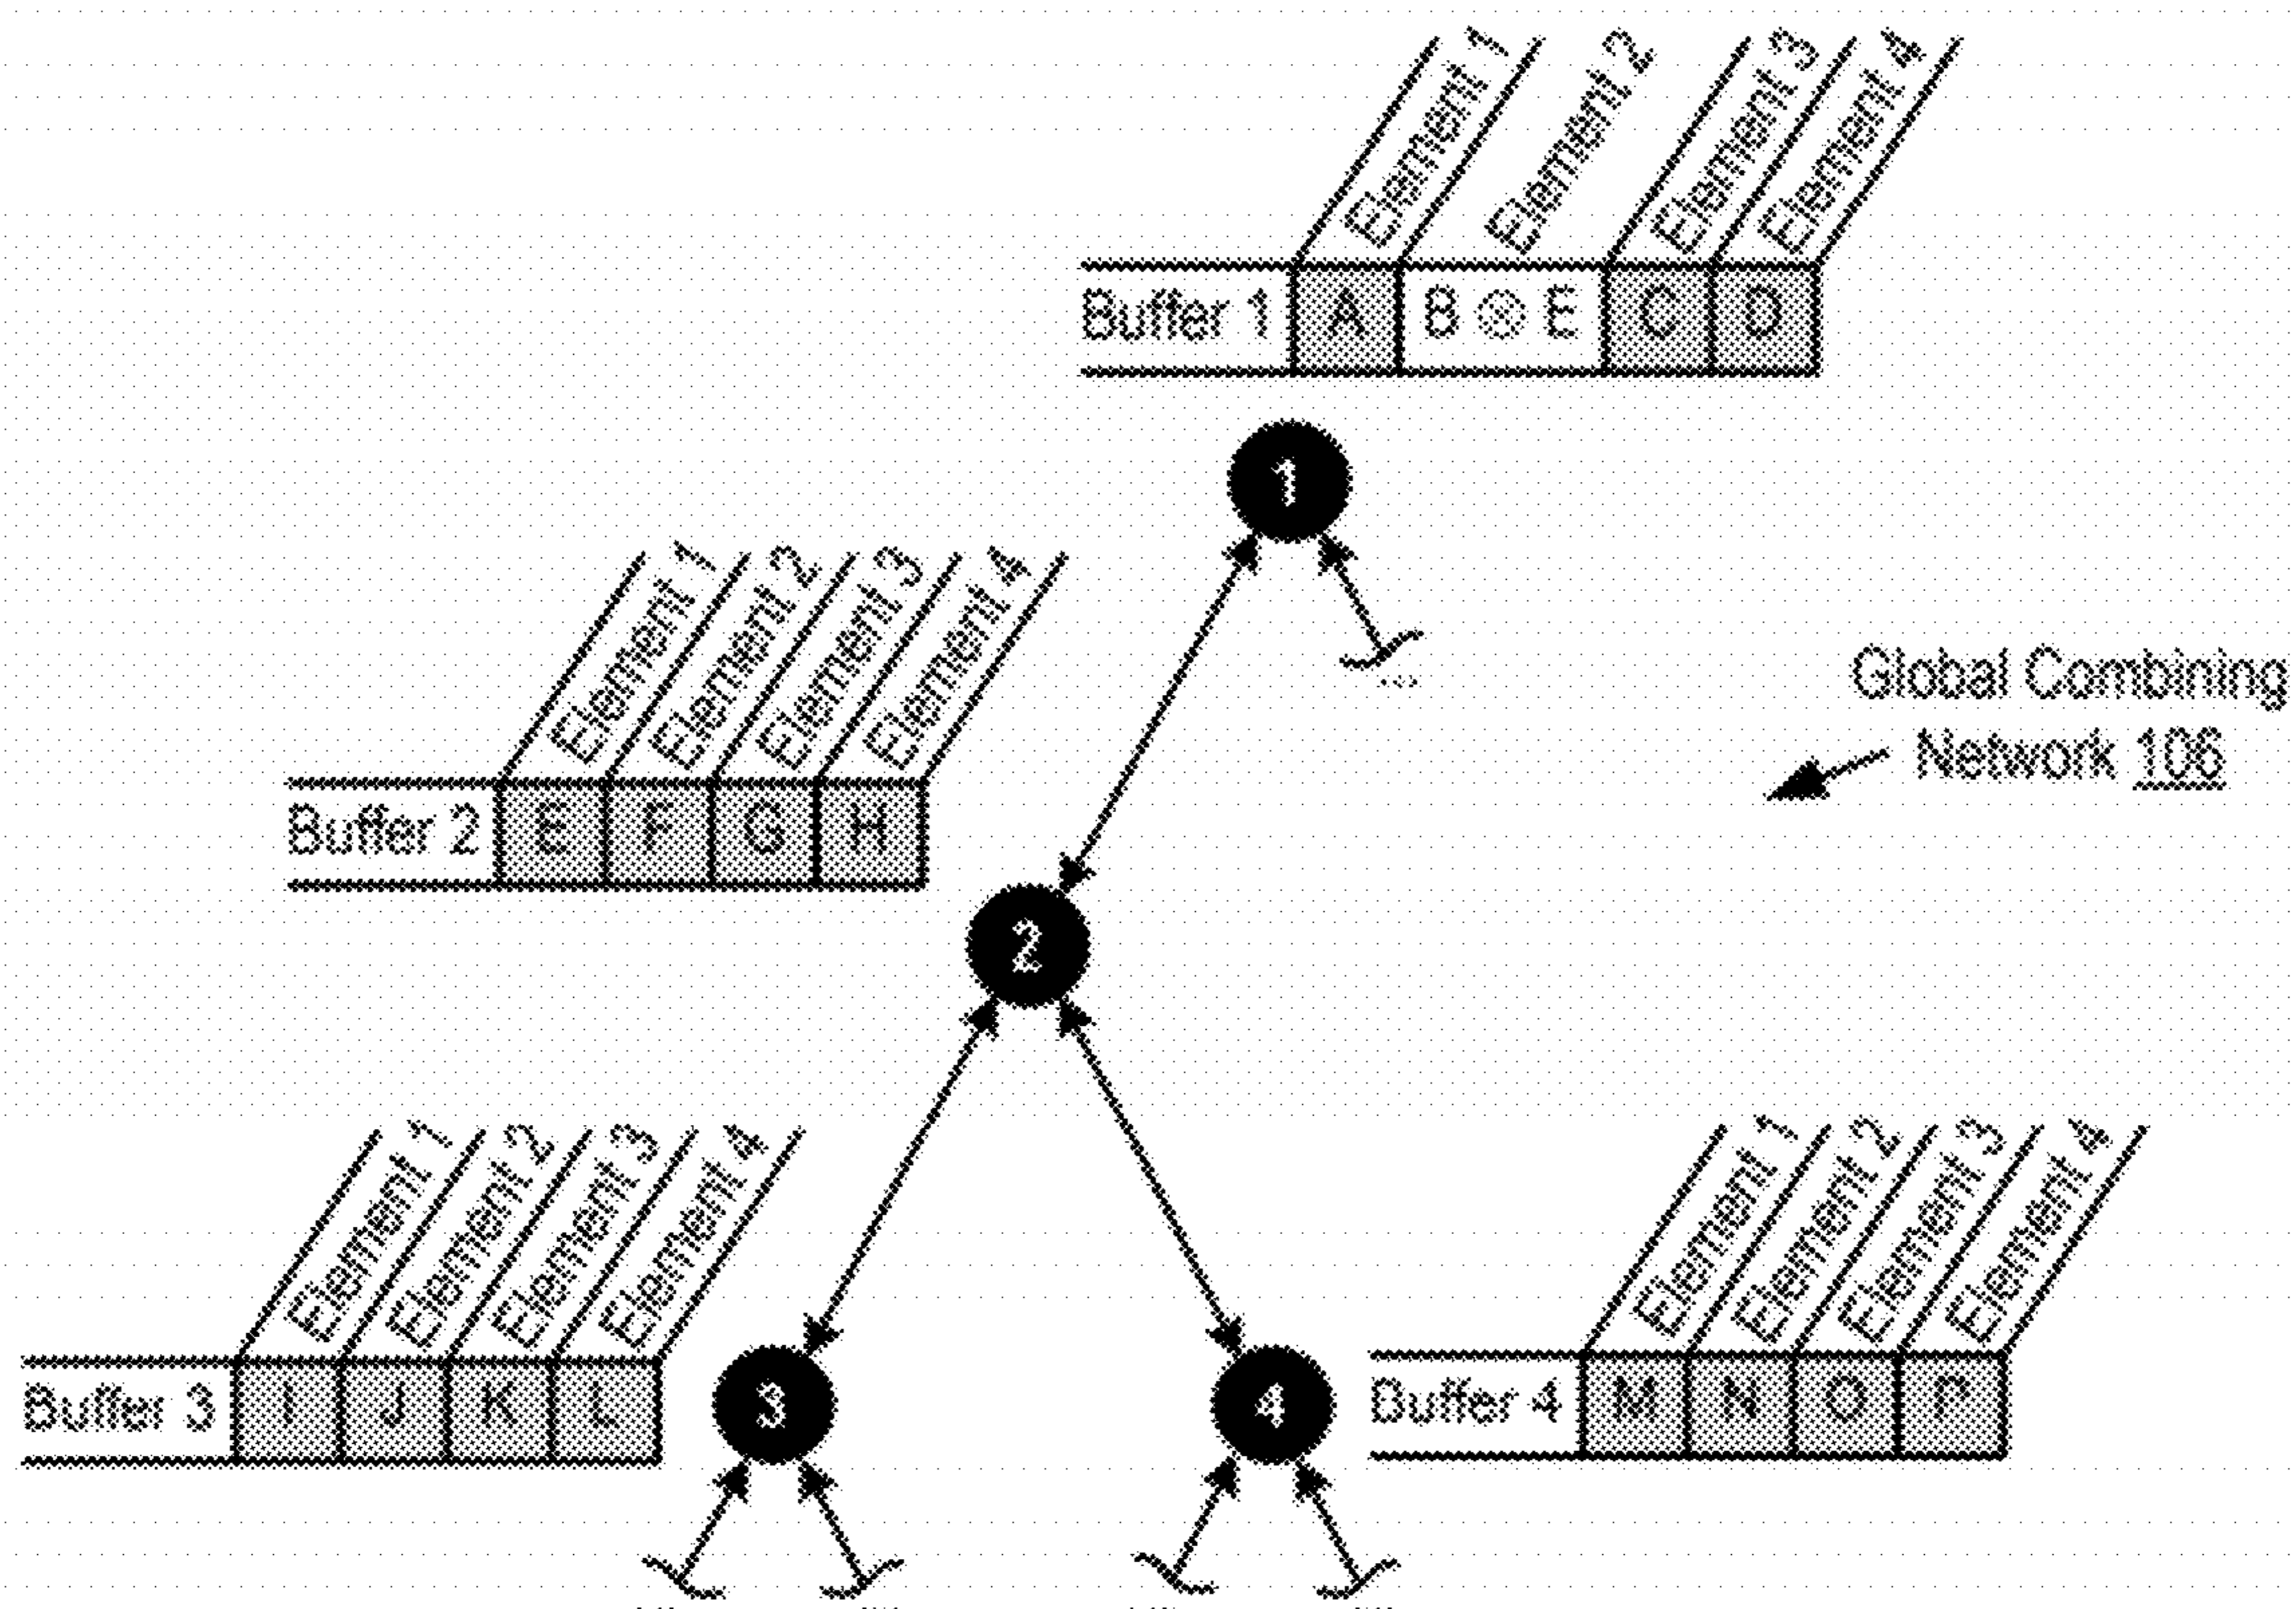 Element 1
Element 2
Element 3
Element 4
Buffer 1 A B ⊗ E C D
1
...
Global Combining
Network 106
Element 1
Element 2
Element 3
Element 4
Buffer 2 E F G H
2
Element 1
Element 2
Element 3
Element 4
Buffer 3 I J K L
3
4
Element 1
Element 2
Element 3
Element 4
Buffer 4 M N O P